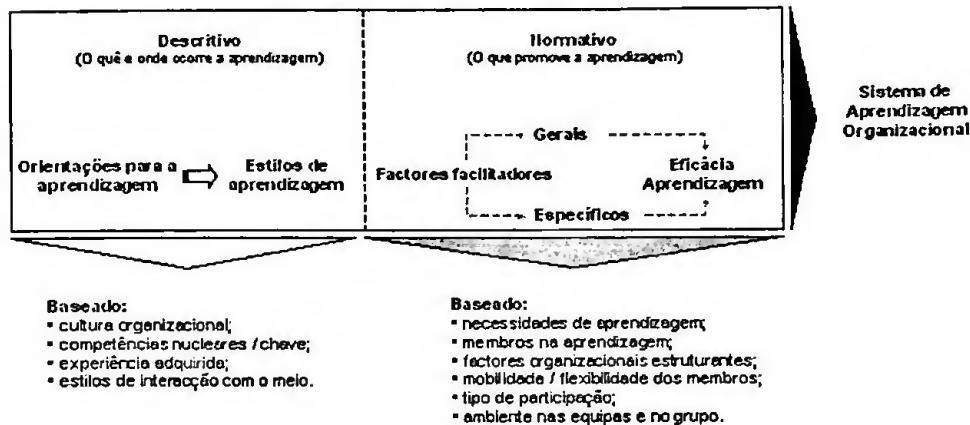 Descritivo
(O quê e onde ocorre a aprendizagem)
Normativo
(O que promove a aprendizagem)
Orientações para a
aprendizagem
Estilos de
aprendizagem
Factores facilitadores
Gerais
Específicos
Eficácia
Aprendizagem
Sistema de
Aprendizagem
Organizacional
Baseado:
▪ cultura organizacional;
▪ competências nucleares / chave;
▪ experiência adquirida;
▪ estilos de interacção com o meio.
Baseado:
▪ necessidades de aprendizagem;
▪ membros na aprendizagem;
▪ factores organizacionais estruturantes;
▪ mobilidade / flexibilidade dos membros;
▪ tipo de participação;
▪ ambiente nas equipas e no grupo.